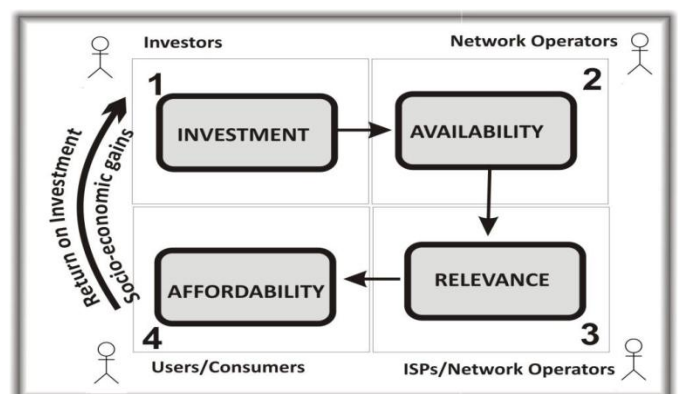 Investors
Network Operators
1
2
INVESTMENT
AVAILABILITY
Return on Investment
Socio-economic gains
AFFORDABILITY
RELEVANCE
4
3
Users/Consumers
ISPs/Network Operators